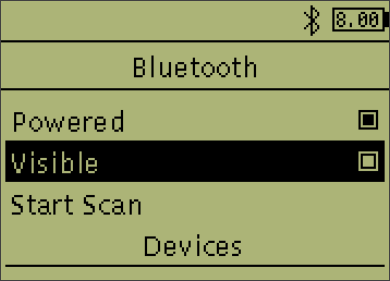 8.00
Bluetooth
Powered
Visible
Start Scan
Devices